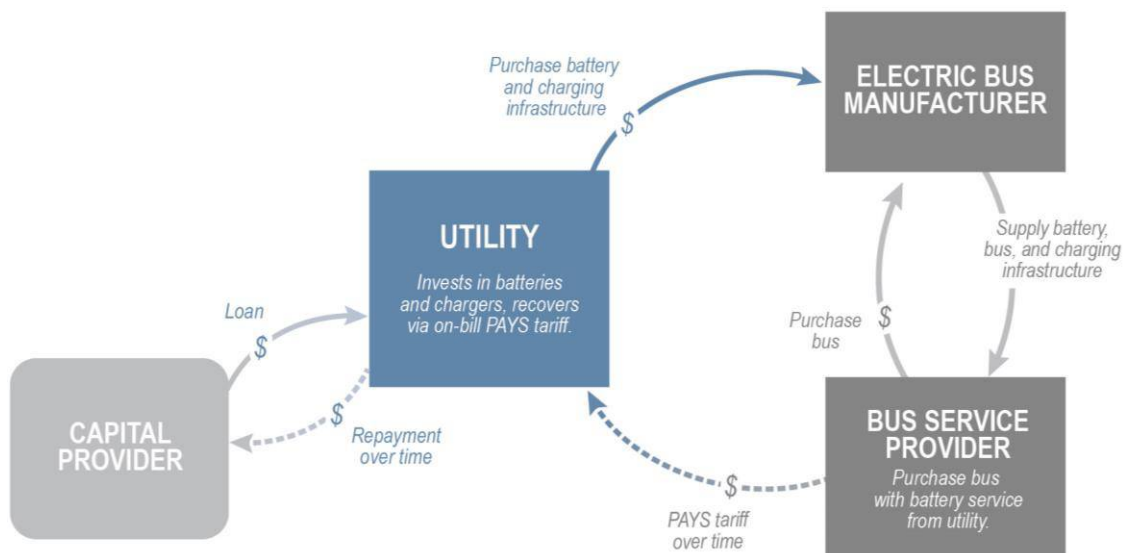 Purchase battery
and charging
infrastructure
$
ELECTRIC BUS
MANUFACTURER
UTILITY
Invests in batteries
and chargers, recovers
via on-bill PAYS tariff.
Supply battery,
bus, and charging
infrastructure
Loan
$
Purchase
bus
$
CAPITAL
PROVIDER
$
Repayment
over time
BUS SERVICE
PROVIDER
Purchase bus
with battery service
from utility.
$
PAYS tariff
over time